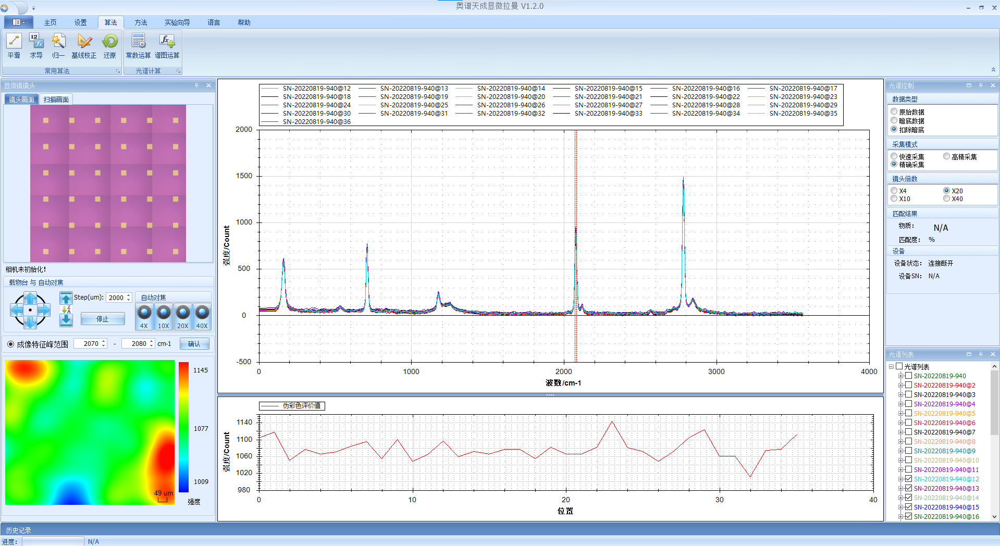 奥谱天成显微拉曼 V1.2.0
主页 设置 算法 方法 实验向导 语言 帮助
平滑 求导 归一 基线校正 还原 常数运算 谱图运算
常用算法 光谱计算
显微镜镜头
镜头画面 扫描画面
相机未初始化!
载物台 与 自动对焦
Step(um): 2000
停止
自动对焦
4X 10X 20X 40X
成像特征峰范围 2070 - 2080 cm-1 确认
1145
1077
1009
49 um
强度
SN-20220819-940@12 SN-20220819-940@13 SN-20220819-940@14 SN-20220819-940@15 SN-20220819-940@16 SN-20220819-940@17
SN-20220819-940@18 SN-20220819-940@19 SN-20220819-940@20 SN-20220819-940@21 SN-20220819-940@22 SN-20220819-940@23
SN-20220819-940@24 SN-20220819-940@25 SN-20220819-940@26 SN-20220819-940@27 SN-20220819-940@28 SN-20220819-940@29
SN-20220819-940@30 SN-20220819-940@31 SN-20220819-940@32 SN-20220819-940@33 SN-20220819-940@34 SN-20220819-940@35
SN-20220819-940@36
2000
1500
1000
500
0
-500
强度/Count
0 1000 2000 3000 4000
波数/cm-1
伪彩色评价值
1140
1100
1060
1020
980
强度/Count
0 10 20 30 40
位置
光谱控制
数据类型
原始数据
暗底数据
扣除暗底
采集模式
快速采集 高精采集
精确采集
镜头倍数
X4 X20
X10 X40
匹配结果
物质: N/A
匹配度: %
设备
设备状态: 连接断开
设备SN: N/A
光谱列表
光谱列表
SN-20220819-940
SN-20220819-940@2
SN-20220819-940@3
SN-20220819-940@4
SN-20220819-940@5
SN-20220819-940@6
SN-20220819-940@7
SN-20220819-940@8
SN-20220819-940@9
SN-20220819-940@10
SN-20220819-940@11
SN-20220819-940@12
SN-20220819-940@13
SN-20220819-940@14
SN-20220819-940@15
SN-20220819-940@16
历史记录
进度: N/A